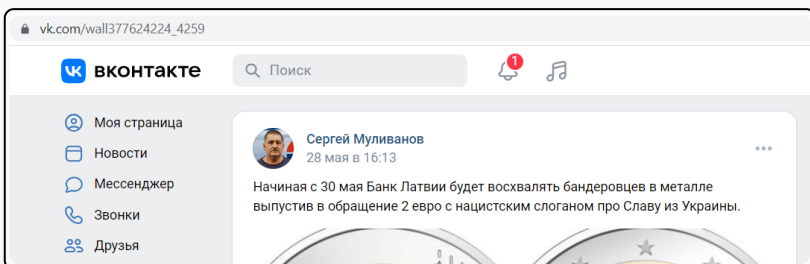 vk.com/wall377624224_4259
вконтакте
Поиск
1
Моя страница
Новости
Мессенджер
Звонки
Друзья
Сергей Муливанов
28 мая в 16:13
Начиная с 30 мая Банк Латвии будет восхвалять бандеровцев в металле
выпустив в обращение 2 евро с нацистским слоганом про Славу из Украины.